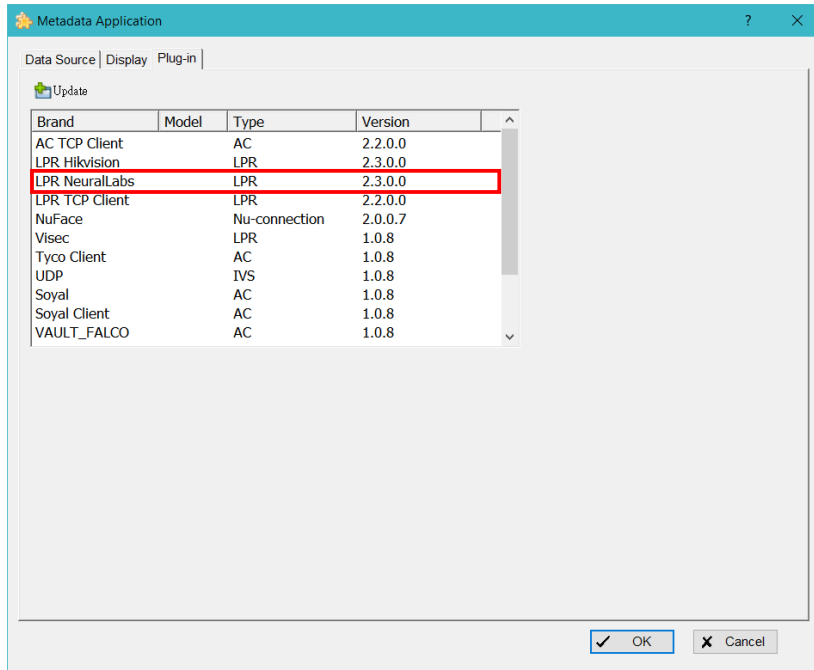 Metadata Application ?
Data Source Display Plug-in
Update
Brand Model Type Version
AC TCP Client AC 2.2.0.0
LPR Hikvision LPR 2.3.0.0
LPR NeuralLabs LPR 2.3.0.0
LPR TCP Client LPR 2.2.0.0
NuFace Nu-connection 2.0.0.7
Visec LPR 1.0.8
Tyco Client AC 1.0.8
UDP IVS 1.0.8
Soyal AC 1.0.8
Soyal Client AC 1.0.8
VAULT_FALCO AC 1.0.8
OK Cancel